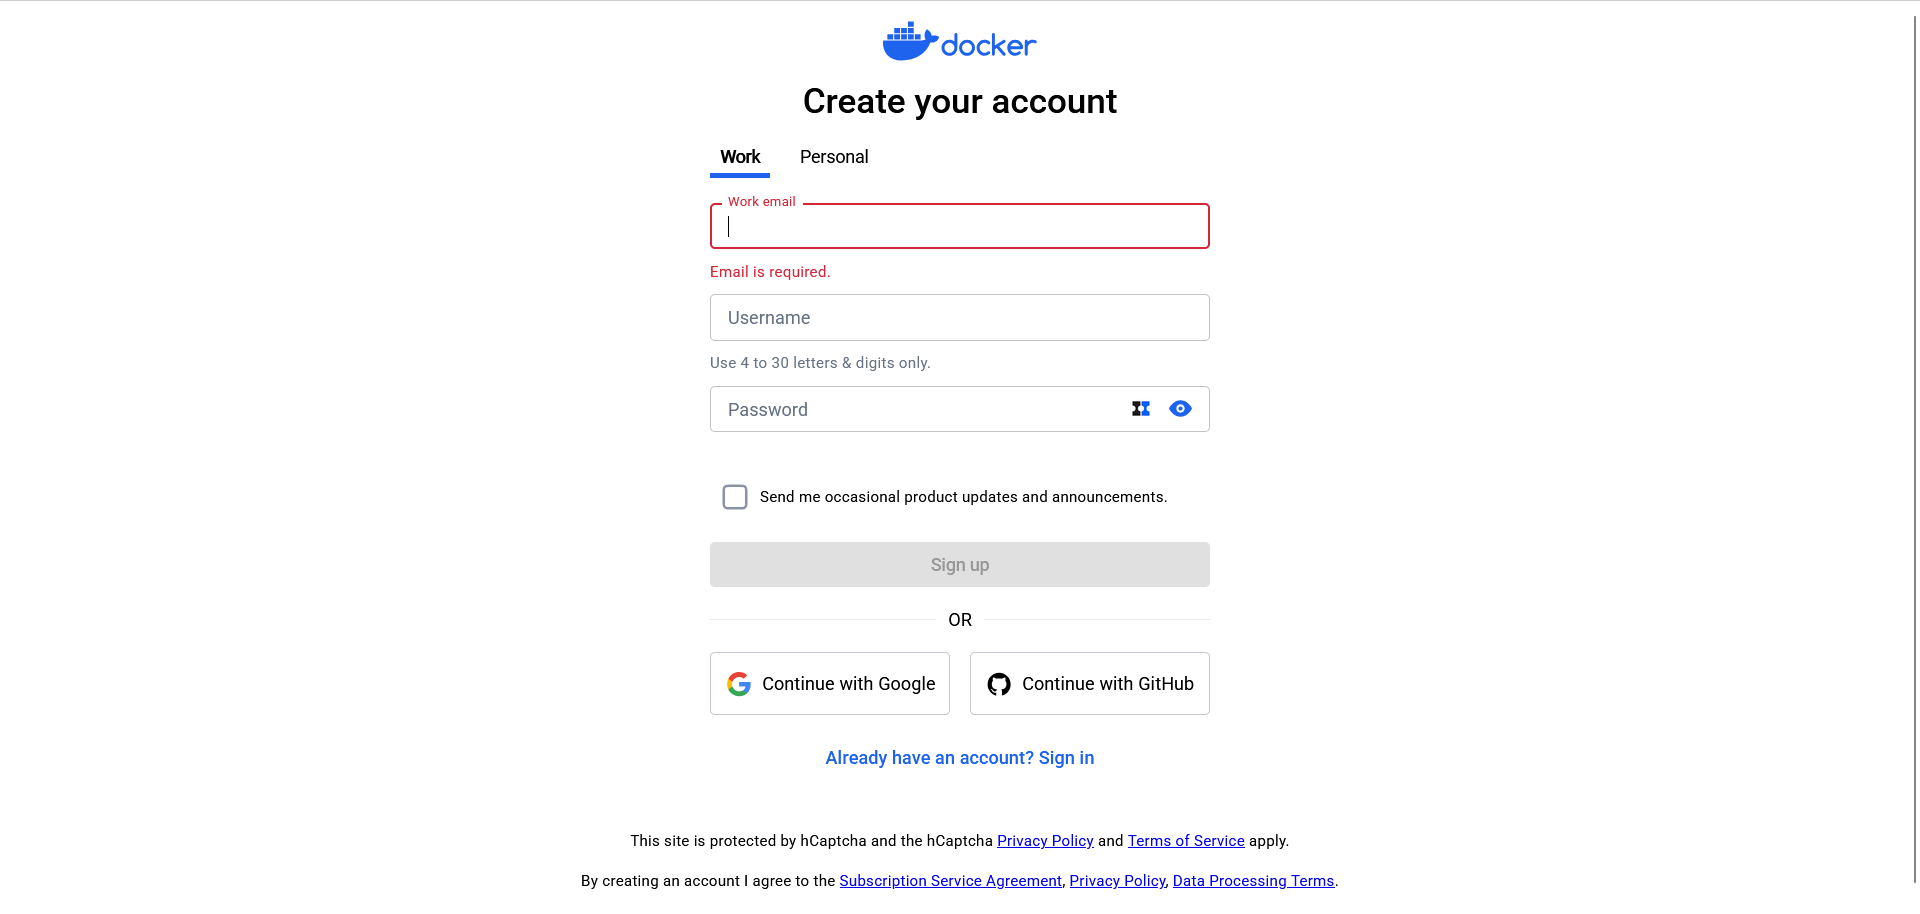 docker
Create your account
Work Personal
Work email
Email is required.
Username
Use 4 to 30 letters & digits only.
Password
Send me occasional product updates and announcements.
Sign up
OR
Continue with Google Continue with GitHub
Already have an account? Sign in
This site is protected by hCaptcha and the hCaptcha Privacy Policy and Terms of Service apply.
By creating an account I agree to the Subscription Service Agreement, Privacy Policy, Data Processing Terms.